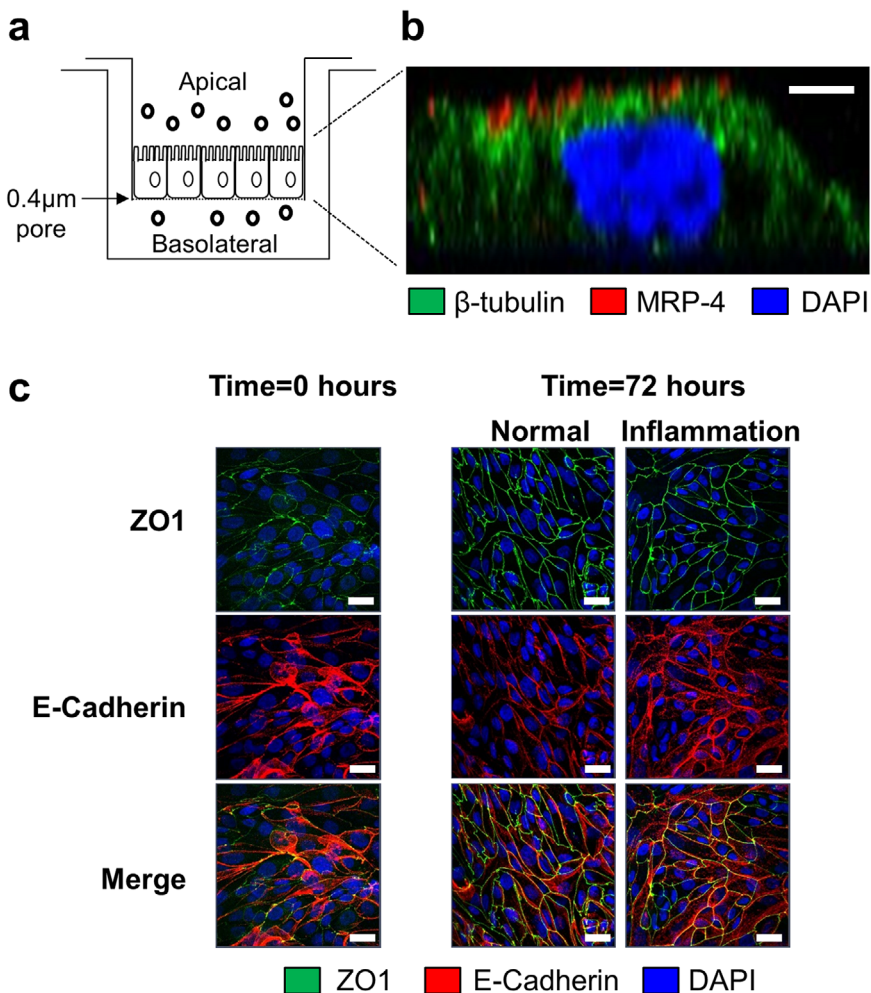 a
Apical
0.4µm
pore
Basolateral
b
β-tubulin MRP-4 DAPI
c
Time=0 hours Time=72 hours
Normal Inflammation
ZO1
E-Cadherin
Merge
ZO1 E-Cadherin DAPI